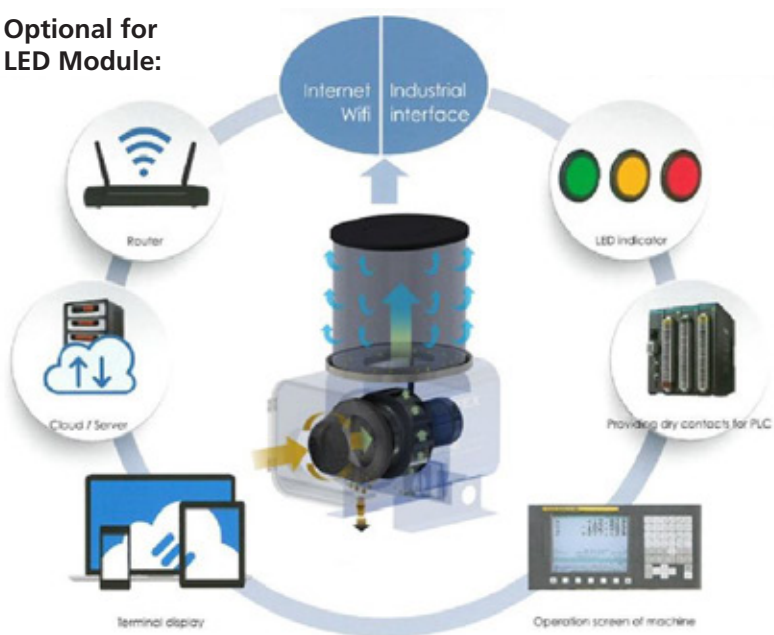 Optional for
LED Module:
Internet
Wifi
Industrial
interface
Router
LED indicator
Cloud / Server
Providing dry contacts for PLC
Terminal display
Operation screen of machine